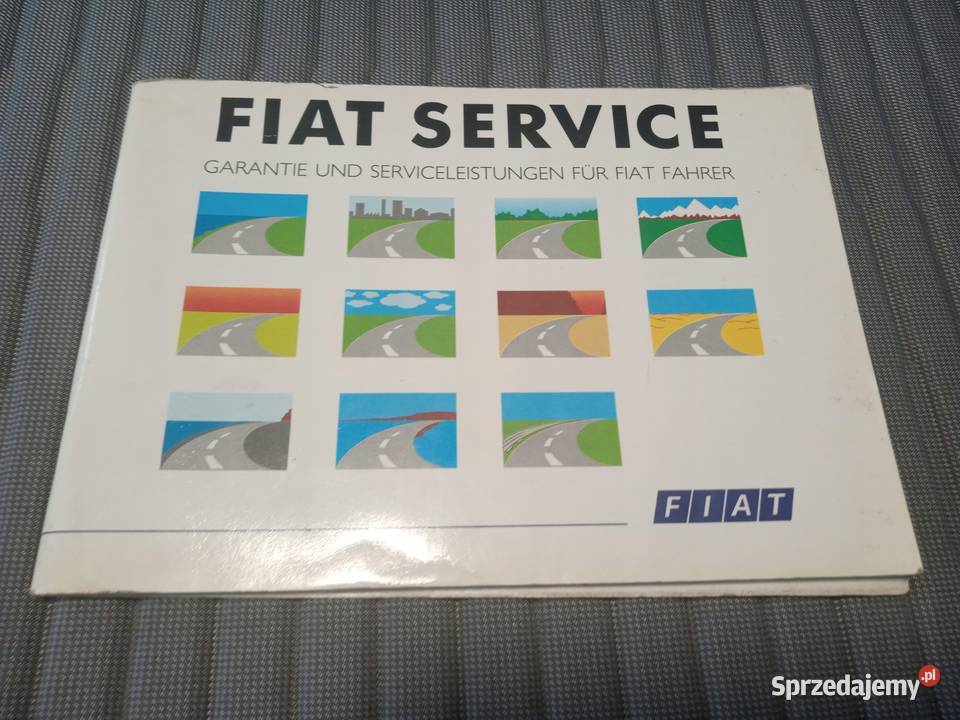 FIAT SERVICE
GARANTIE UND SERVICELEISTUNGEN FÜR FIAT FAHRER
FIAT
Sprzedajemy.pl